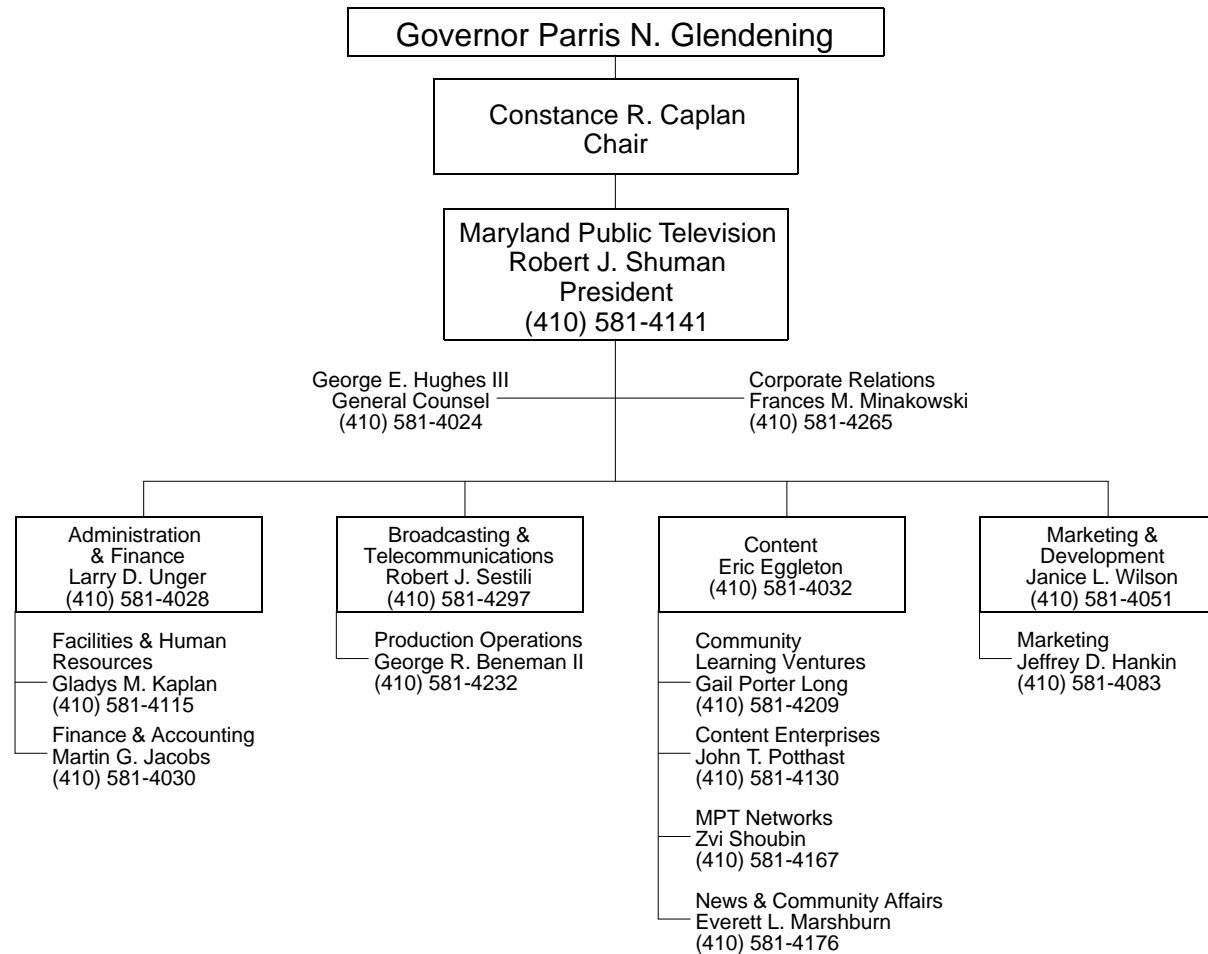 Governor Parris N. Glendening
Constance R. Caplan
Chair
Maryland Public Television
Robert J. Shuman
President
(410) 581-4141
George E. Hughes III
General Counsel
(410) 581-4024
Corporate Relations
Frances M. Minakowski
(410) 581-4265
Administration
& Finance
Larry D. Unger
(410) 581-4028
Facilities & Human
Resources
Gladys M. Kaplan
(410) 581-4115
Finance & Accounting
Martin G. Jacobs
(410) 581-4030
Broadcasting &
Telecommunications
Robert J. Sestili
(410) 581-4297
Production Operations
George R. Beneman II
(410) 581-4232
Content
Eric Eggleton
(410) 581-4032
Community
Learning Ventures
Gail Porter Long
(410) 581-4209
Content Enterprises
John T. Potthast
(410) 581-4130
MPT Networks
Zvi Shoubin
(410) 581-4167
News & Community Affairs
Everett L. Marshburn
(410) 581-4176
Marketing &
Development
Janice L. Wilson
(410) 581-4051
Marketing
Jeffrey D. Hankin
(410) 581-4083